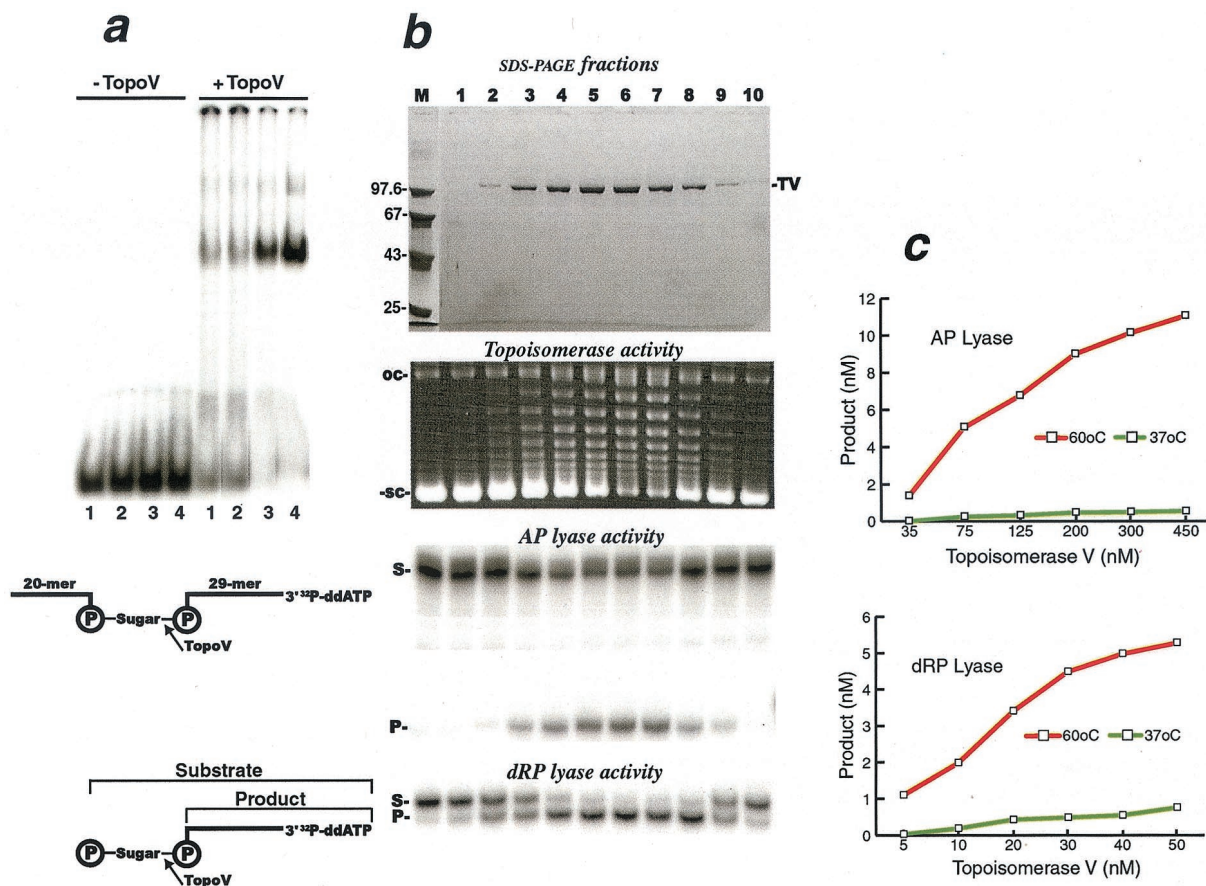 a
- TopoV + TopoV
1 2 3 4 1 2 3 4
20-mer 29-mer
3' ³²P-ddATP
P Sugar P
TopoV
Substrate
Product
3' ³²P-ddATP
P Sugar P
TopoV
b
SDS-PAGE fractions
M 1 2 3 4 5 6 7 8 9 10
97.6- -TV
67-
43-
25-
Topoisomerase activity
OC-
-SC-
AP lyase activity
S-
P-
dRP lyase activity
S-
P-
c
12
10
8
6
4
2
0
Product (nM)
AP Lyase
60oC 37oC
35 75 125 200 300 450
Topoisomerase V (nM)
6
5
4
3
2
1
0
Product (nM)
dRP Lyase
60oC 37oC
5 10 20 30 40 50
Topoisomerase V (nM)